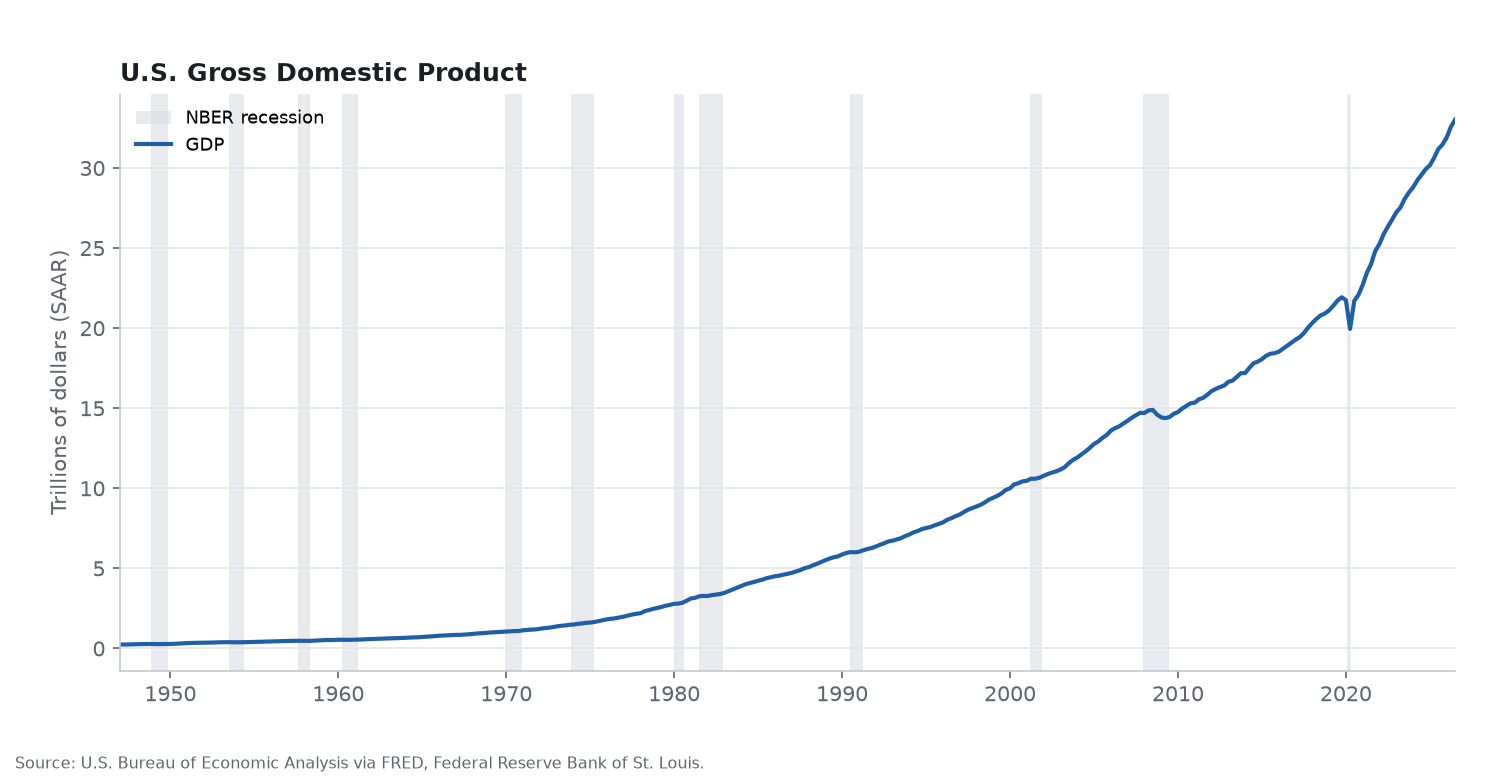 U.S. Gross Domestic Product
NBER recession
GDP
Trillions of dollars (SAAR)
30
25
20
15
10
5
0
1950 1960 1970 1980 1990 2000 2010 2020
Source: U.S. Bureau of Economic Analysis via FRED, Federal Reserve Bank of St. Louis.